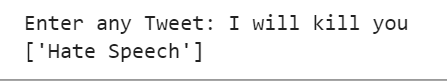 Enter any Tweet: I will kill you
['Hate Speech']